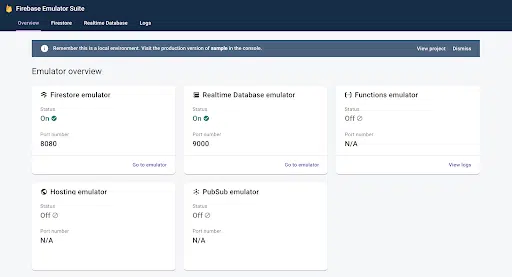 Firebase Emulator Suite
Overview Firestore Realtime Database Logs
Remember this is a local environment. Visit the production version of sample in the console. View project Dismiss
Emulator overview
Firestore emulator
Status
On
Port number
8080
Go to emulator
Realtime Database emulator
Status
On
Port number
9000
Go to emulator
Functions emulator
Status
Off
Port number
N/A
View logs
Hosting emulator
Status
Off
Port number
N/A
PubSub emulator
Status
Off
Port number
N/A